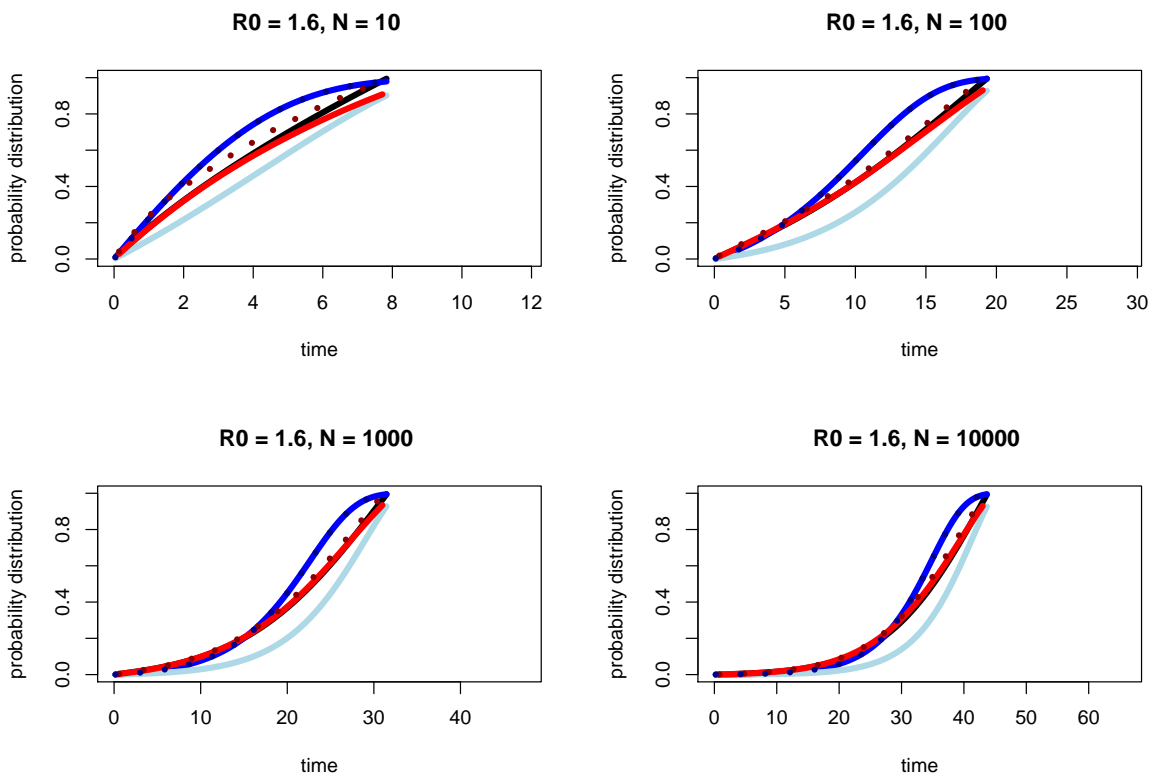 R0 = 1.6, N = 10
probability distribution
0.0 0.4 0.8
0 2 4 6 8 10 12
time
R0 = 1.6, N = 100
probability distribution
0.0 0.4 0.8
0 5 10 15 20 25 30
time
R0 = 1.6, N = 1000
probability distribution
0.0 0.4 0.8
0 10 20 30 40
time
R0 = 1.6, N = 10000
probability distribution
0.0 0.4 0.8
0 10 20 30 40 50 60
time